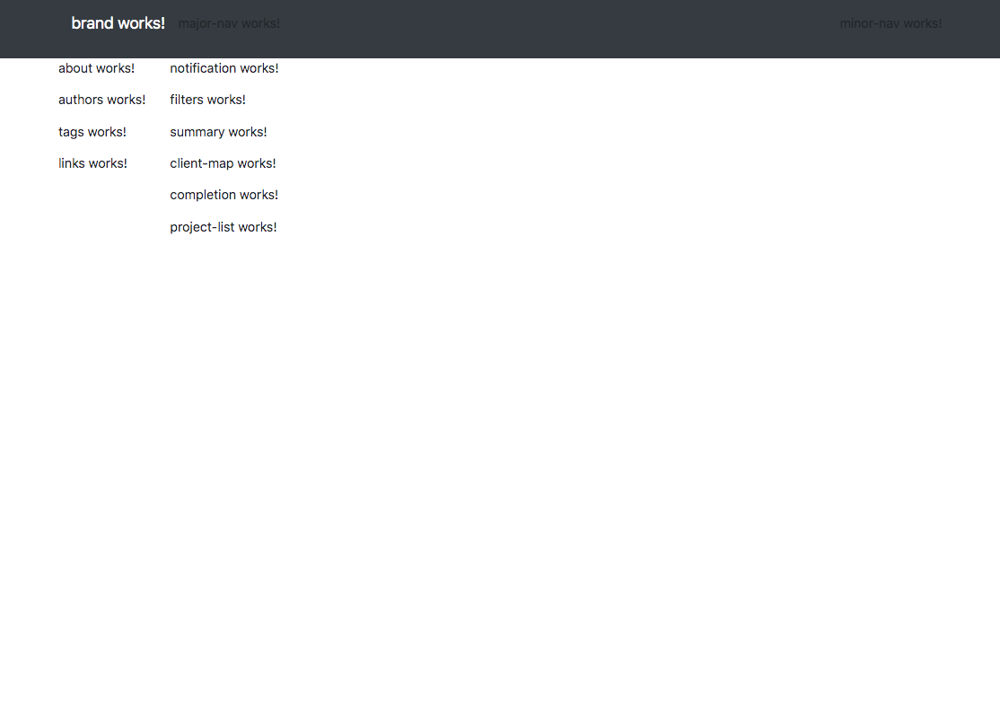 brand works! major-nav works! minor-nav works!
about works!
authors works!
tags works!
links works!
notification works!
filters works!
summary works!
client-map works!
completion works!
project-list works!